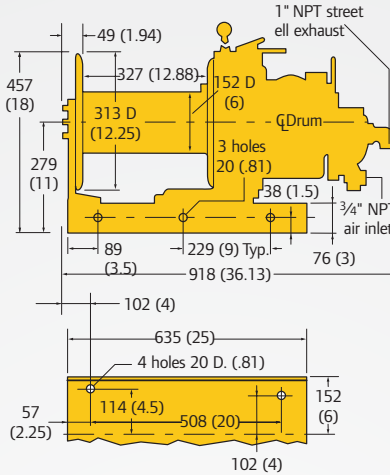 1" NPT street
ell exhaust
49 (1.94)
457
(18)
327 (12.88)
152 D
(6)
313 D
(12.25)
℄Drum
3 holes
20 (.81)
279
(11)
38 (1.5)
¾" NPT
air inlet
89
(3.5)
229 (9) Typ.
76 (3)
918 (36.13)
102 (4)
635 (25)
4 holes 20 D. (.81)
57
(2.25)
114 (4.5)
508 (20)
152
(6)
102 (4)